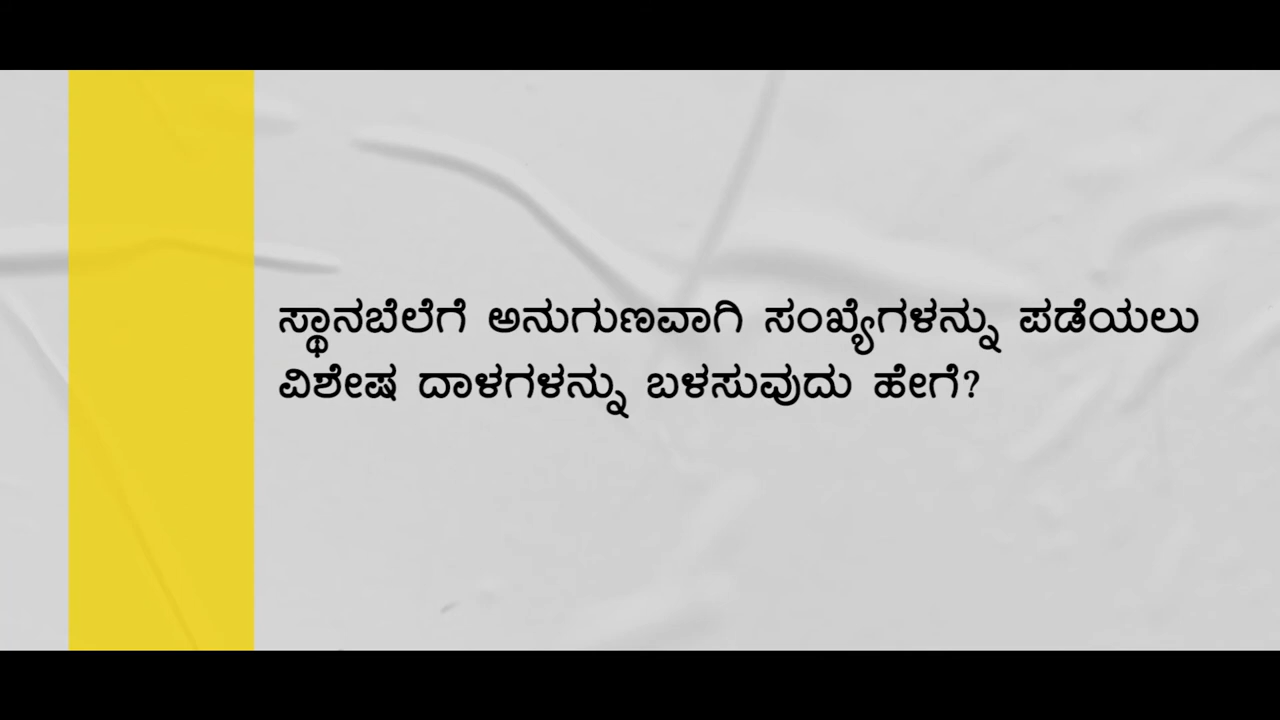 ಸ್ಥಾನಬೆಲೆಗೆ ಅನುಗುಣವಾಗಿ ಸಂಖ್ಯೆಗಳನ್ನು ಪಡೆಯಲು
ವಿಶೇಷ ದಾಳಗಳನ್ನು ಬಳಸುವುದು ಹೇಗೆ?